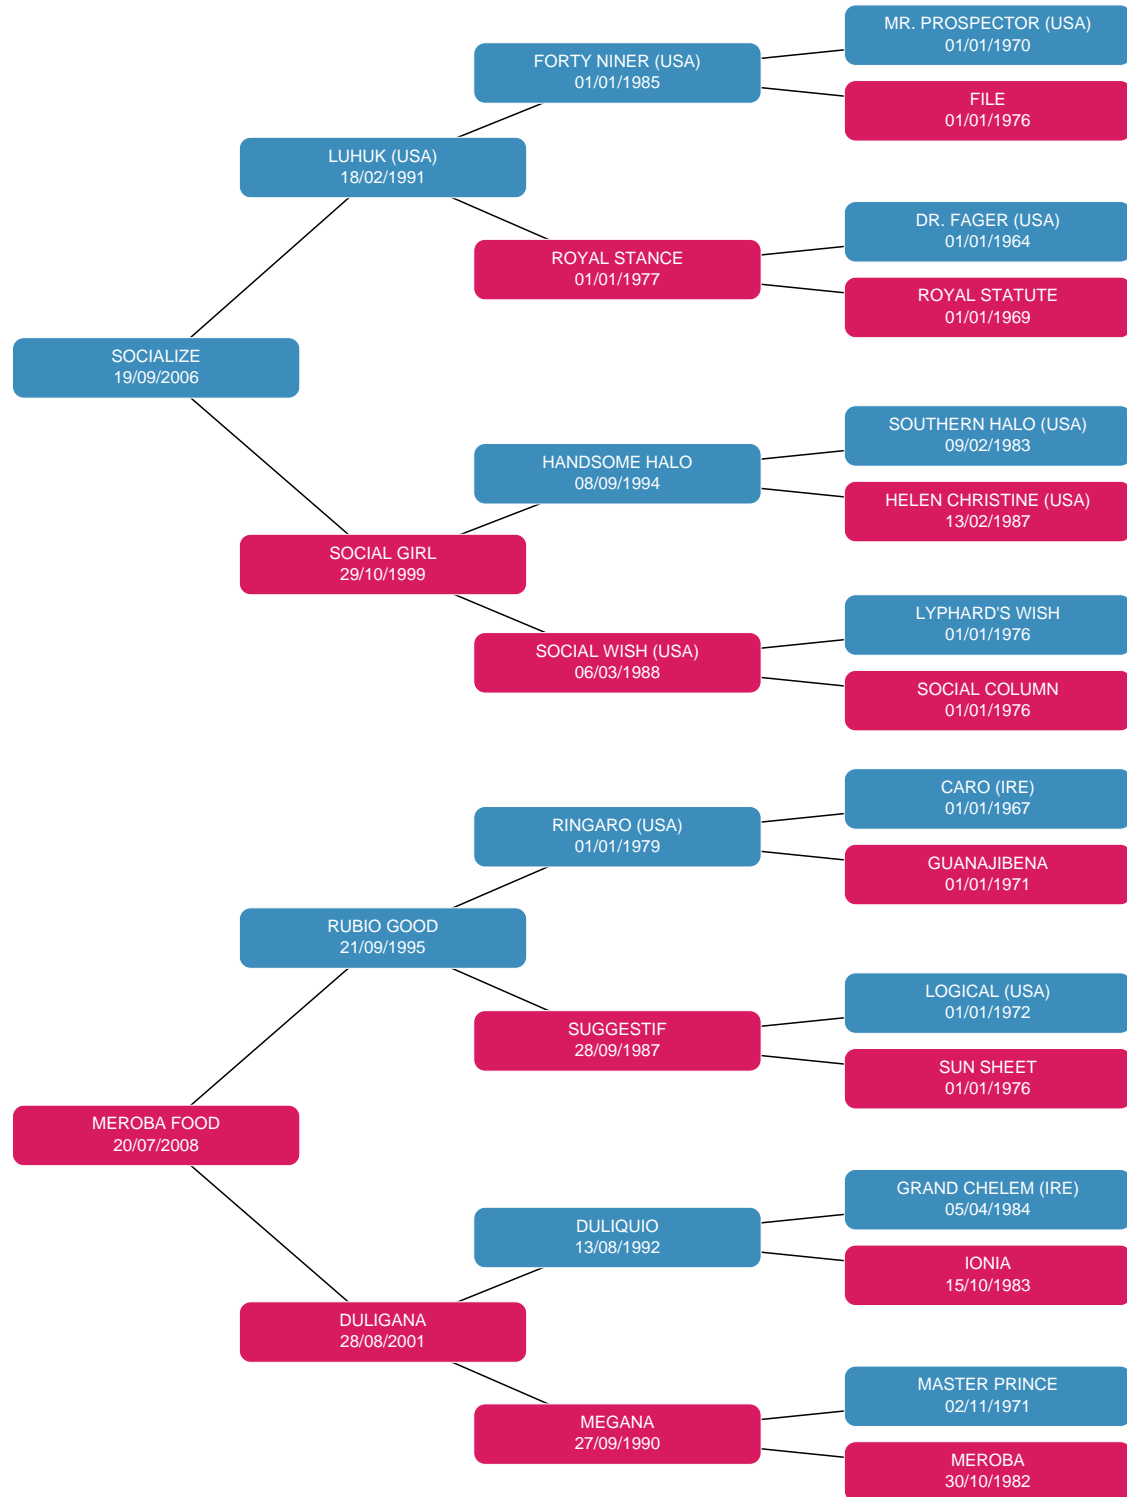 MR. PROSPECTOR (USA)
01/01/1970
FORTY NINER (USA)
01/01/1985
FILE
01/01/1976
LUHUK (USA)
18/02/1991
DR. FAGER (USA)
01/01/1964
ROYAL STANCE
01/01/1977
ROYAL STATUTE
01/01/1969
SOCIALIZE
19/09/2006
SOUTHERN HALO (USA)
09/02/1983
HANDSOME HALO
08/09/1994
HELEN CHRISTINE (USA)
13/02/1987
SOCIAL GIRL
29/10/1999
LYPHARD'S WISH
01/01/1976
SOCIAL WISH (USA)
06/03/1988
SOCIAL COLUMN
01/01/1976
CARO (IRE)
01/01/1967
RINGARO (USA)
01/01/1979
GUANAJIBENA
01/01/1971
RUBIO GOOD
21/09/1995
LOGICAL (USA)
01/01/1972
SUGGESTIF
28/09/1987
SUN SHEET
01/01/1976
MEROBA FOOD
20/07/2008
GRAND CHELEM (IRE)
05/04/1984
DULIQUIO
13/08/1992
IONIA
15/10/1983
DULIGANA
28/08/2001
MASTER PRINCE
02/11/1971
MEGANA
27/09/1990
MEROBA
30/10/1982